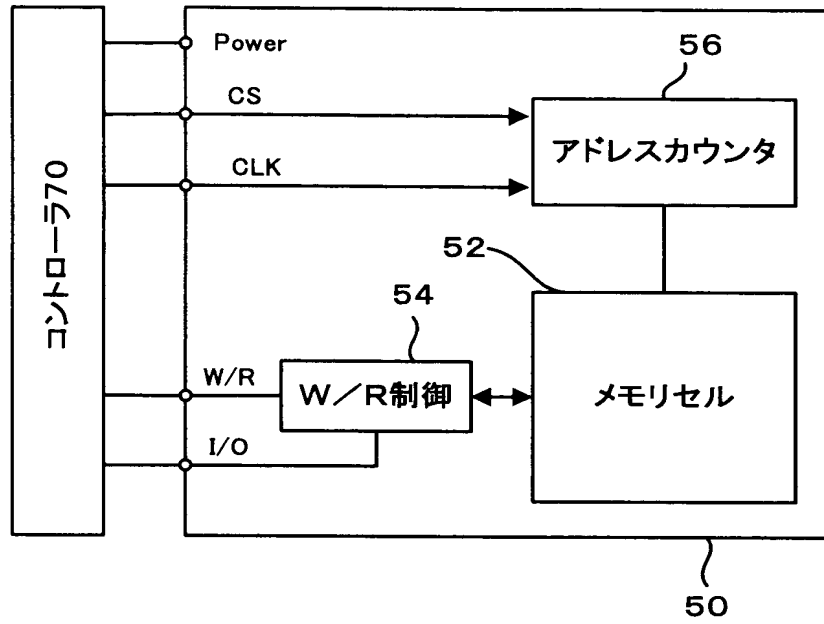 コントローラ70
Power
CS
CLK
W/R
I/O
56
アドレスカウンタ
52
メモリセル
54
W/R制御
50